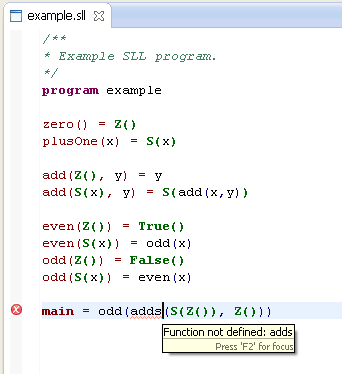 example.sll
/**
* Example SLL program.
*/
program example
zero() = Z()
plusOne(x) = S(x)
add(Z(), y) = y
add(S(x), y) = S(add(x,y))
even(Z()) = True()
even(S(x)) = odd(x)
odd(Z()) = False()
odd(S(x)) = even(x)
main = odd(adds(S(Z()), Z()))
Function not defined: adds
Press 'F2' for focus